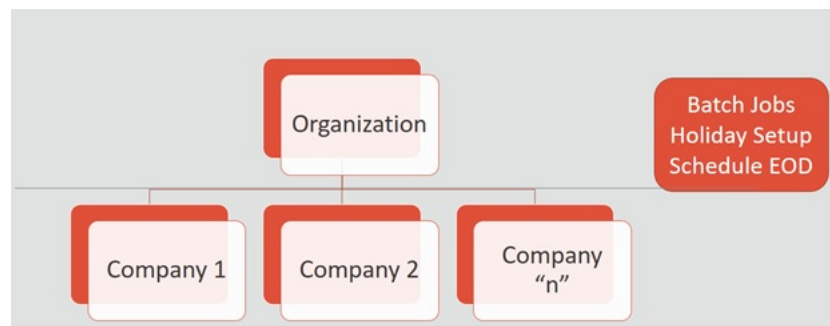 Organization
Batch Jobs
Holiday Setup
Schedule EOD
Company 1
Company 2
Company
“n”